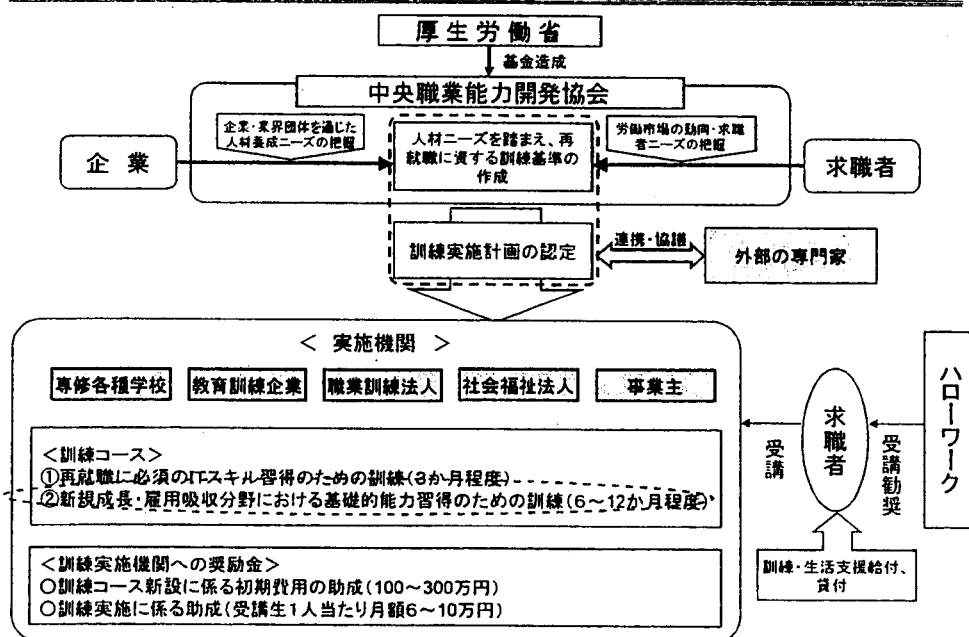 厚生労働省
基金造成
中央職業能力開発協会
企業・業界団体を通じた
人材養成ニーズの把握
人材ニーズを踏まえ、再
就職に資する訓練基準の
作成
労働市場の動向・求職
者ニーズの把握
企業
求職者
訓練実施計画の認定
連携・協議
外部の専門家
＜ 実施機関 ＞
専修各種学校
教育訓練企業
職業訓練法人
社会福祉法人
事業主
＜訓練コース＞
①再就職に必須のITスキル習得のための訓練(3か月程度)
②新規成長・雇用吸収分野における基礎的能力習得のための訓練(6～12か月程度)
＜訓練実施機関への奨励金＞
○訓練コース新設に係る初期費用の助成(100～300万円)
○訓練実施に係る助成(受講生1人当たり月額6～10万円)
受講
求職者
受講勧奨
ハローワーク
訓練・生活支援給付、
貸付